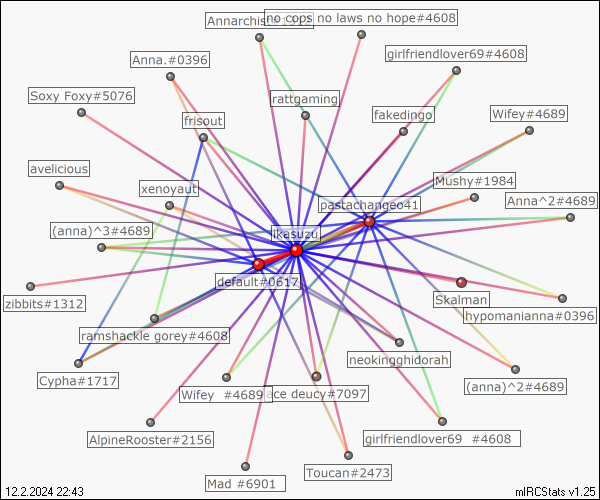 Annarchist#1312
no cops no laws no hope#4608
girlfriendlover69#4608
Anna.#0396
Soxy Foxy#5076
rattgaming
fakedingo
Wifey#4689
frisout
avelicious
xenoyaut
Mushy#1984
Anna^2#4689
pastachangeo41
(anna)^3#4689
ikasuzu
default#0617
zibbits#1312
Skalman
hypomanianna#0396
ramshackle gorey#4608
neokingghidorah
Cypha#1717
Wifey  #4689
ace deucy#7097
(anna)^2#4689
AlpineRooster#2156
girlfriendlover69  #4608
Mad #6901
Toucan#2473
12.2.2024 22:43
mIRCStats v1.25